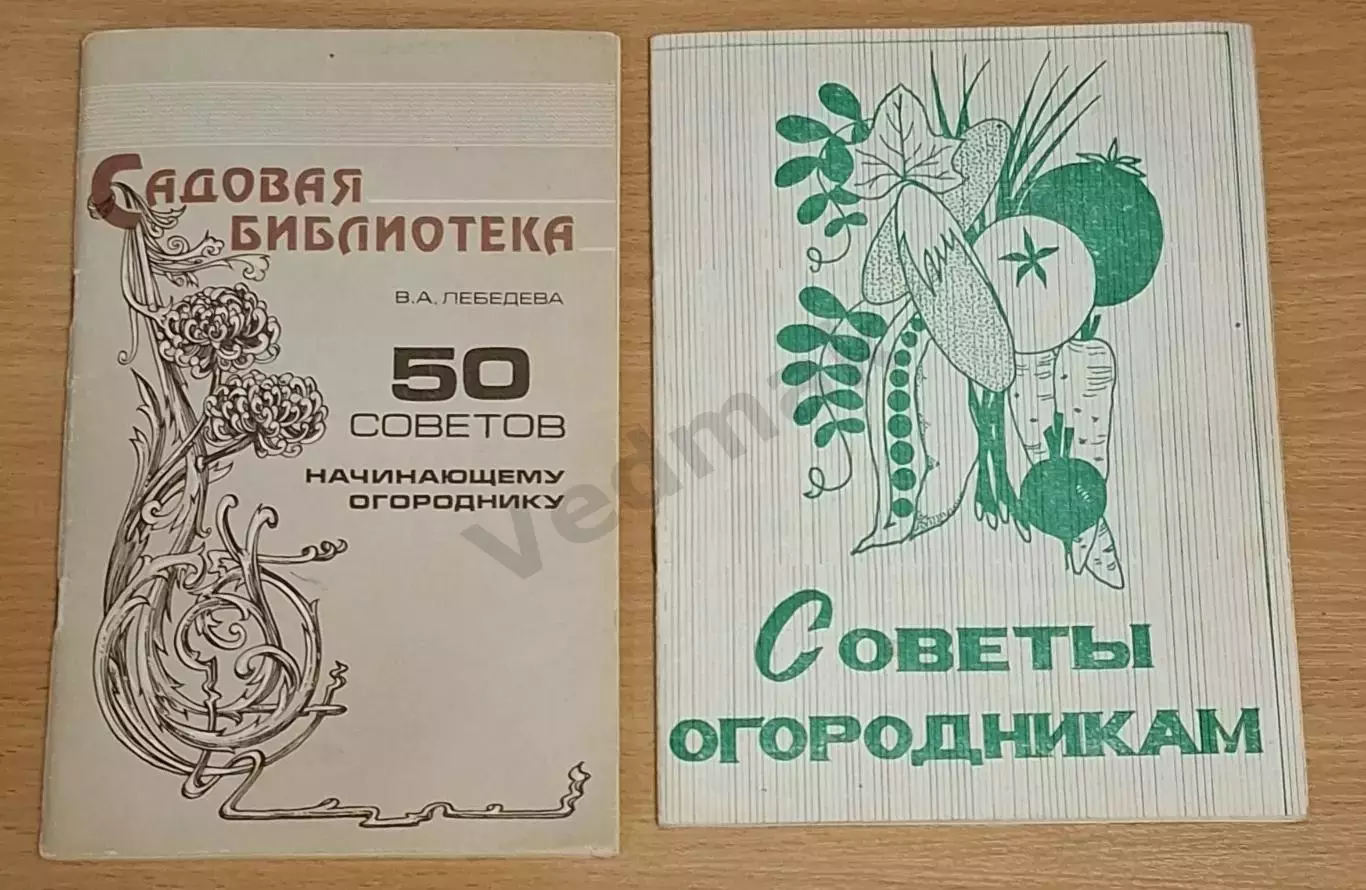 САДОВАЯ
БИБЛИОТЕКА
В.А. ЛЕБЕДЕВА
50
СОВЕТОВ
НАЧИНАЮЩЕМУ
ОГОРОДНИКУ
СОВЕТЫ
ОГОРОДНИКАМ